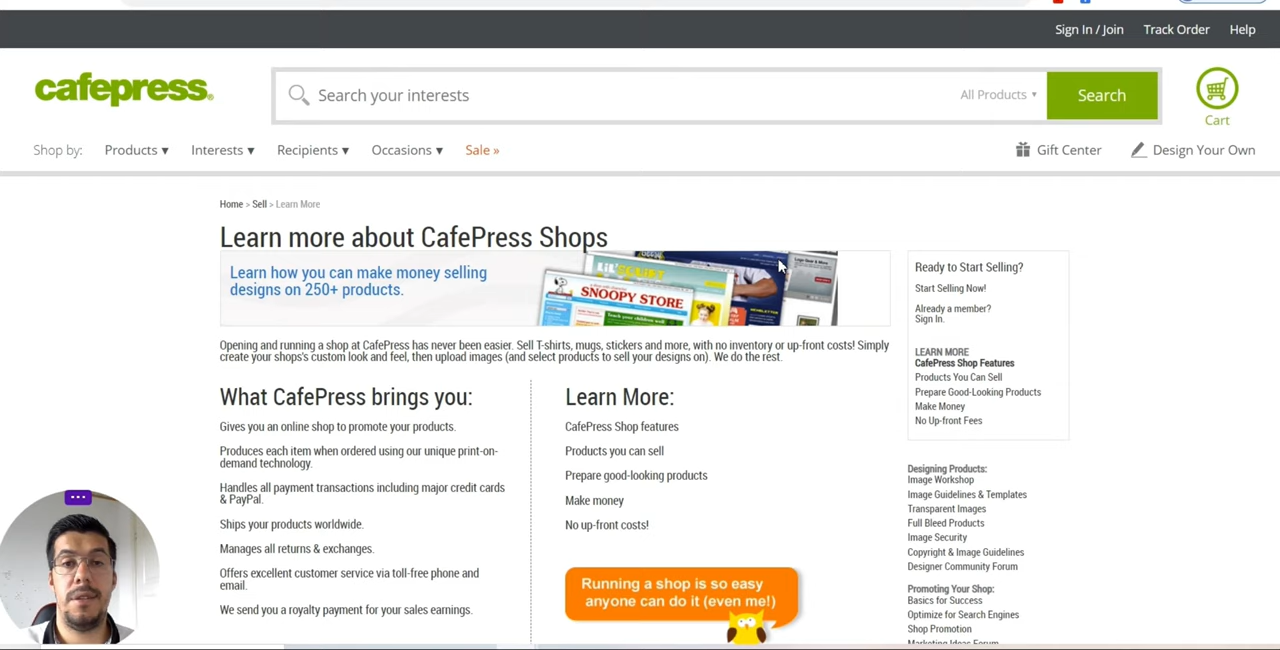 Sign In / Join Track Order Help
cafepress®
Search your interests
All Products ▾
Search
Cart
Shop by: Products ▾ Interests ▾ Recipients ▾ Occasions ▾ Sale »
Gift Center Design Your Own
Home > Sell > Learn More
Learn more about CafePress Shops
Learn how you can make money selling
designs on 250+ products.
SNOOPY STORE
Opening and running a shop at CafePress has never been easier. Sell T-shirts, mugs, stickers and more, with no inventory or up-front costs! Simply
create your shops's custom look and feel, then upload images (and select products to sell your designs on). We do the rest.
What CafePress brings you:
Gives you an online shop to promote your products.
Produces each item when ordered using our unique print-on-
demand technology.
Handles all payment transactions including major credit cards
& PayPal.
Ships your products worldwide.
Manages all returns & exchanges.
Offers excellent customer service via toll-free phone and
email.
We send you a royalty payment for your sales earnings.
Learn More:
CafePress Shop features
Products you can sell
Prepare good-looking products
Make money
No up-front costs!
Running a shop is so easy
anyone can do it (even me!)
Ready to Start Selling?
Start Selling Now!
Already a member?
Sign In.
LEARN MORE
CafePress Shop Features
Products You Can Sell
Prepare Good-Looking Products
Make Money
No Up-front Fees
Designing Products:
Image Workshop
Image Guidelines & Templates
Transparent Images
Full Bleed Products
Image Security
Copyright & Image Guidelines
Designer Community Forum
Promoting Your Shop:
Basics for Success
Optimize for Search Engines
Shop Promotion
Marketing Ideas Forum